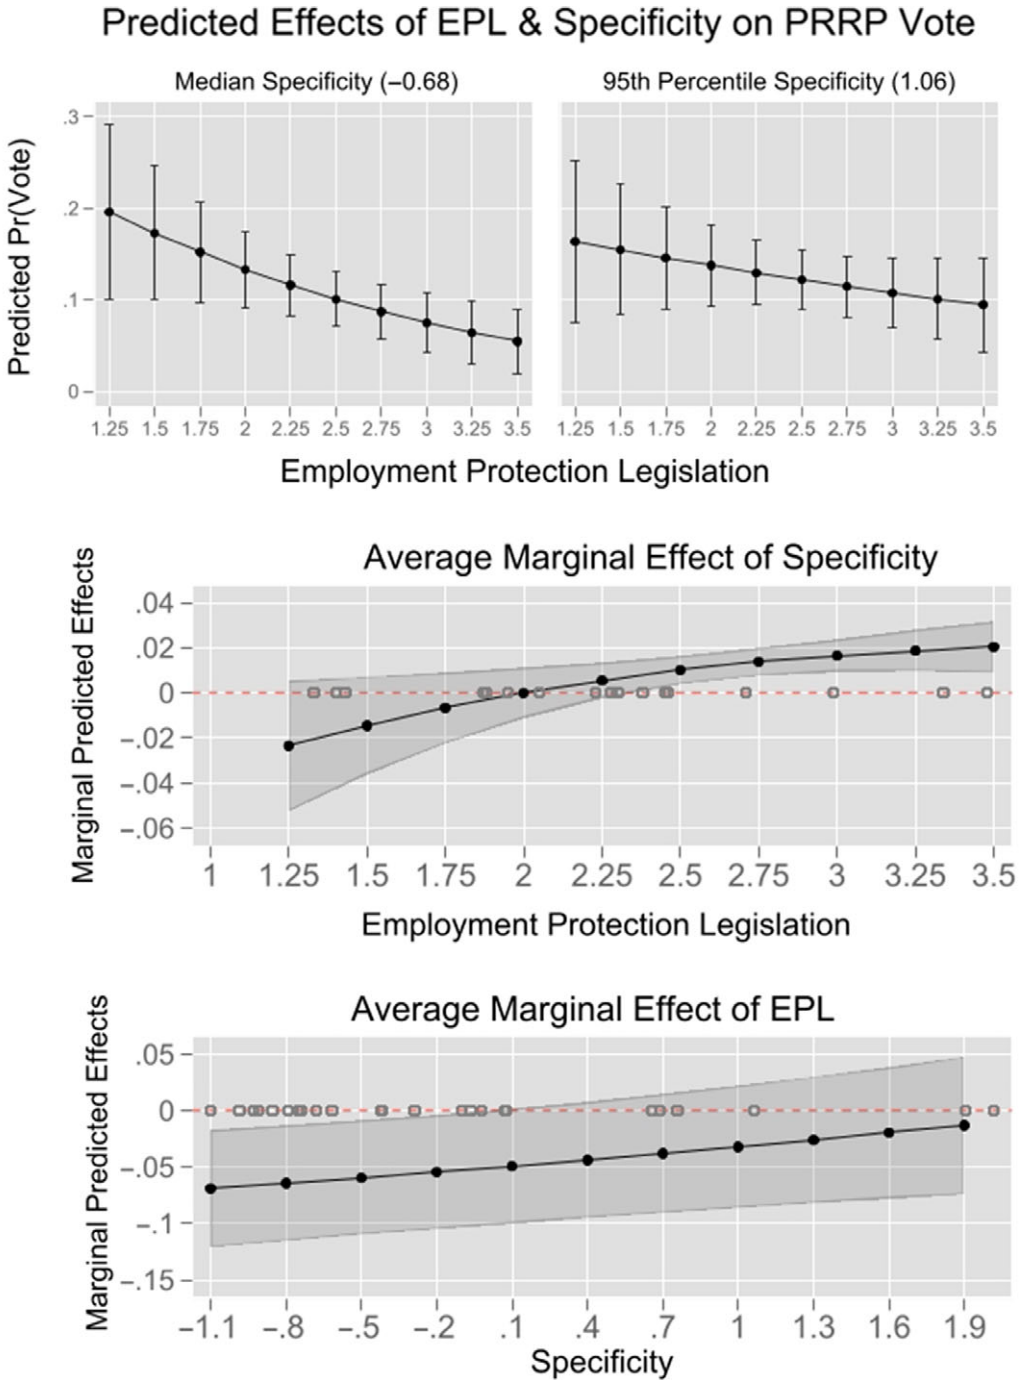 Predicted Effects of EPL & Specificity on PRRP Vote
Median Specificity (−0.68)
95th Percentile Specificity (1.06)
Predicted Pr(Vote)
.3
.2
.1
0
1.25 1.5 1.75 2 2.25 2.5 2.75 3 3.25 3.5
1.25 1.5 1.75 2 2.25 2.5 2.75 3 3.25 3.5
Employment Protection Legislation
Average Marginal Effect of Specificity
Marginal Predicted Effects
.04
.02
0
−.02
−.04
−.06
1 1.25 1.5 1.75 2 2.25 2.5 2.75 3 3.25 3.5
Employment Protection Legislation
Average Marginal Effect of EPL
Marginal Predicted Effects
.05
0
−.05
−.1
−.15
−1.1 −.8 −.5 −.2 .1 .4 .7 1 1.3 1.6 1.9
Specificity